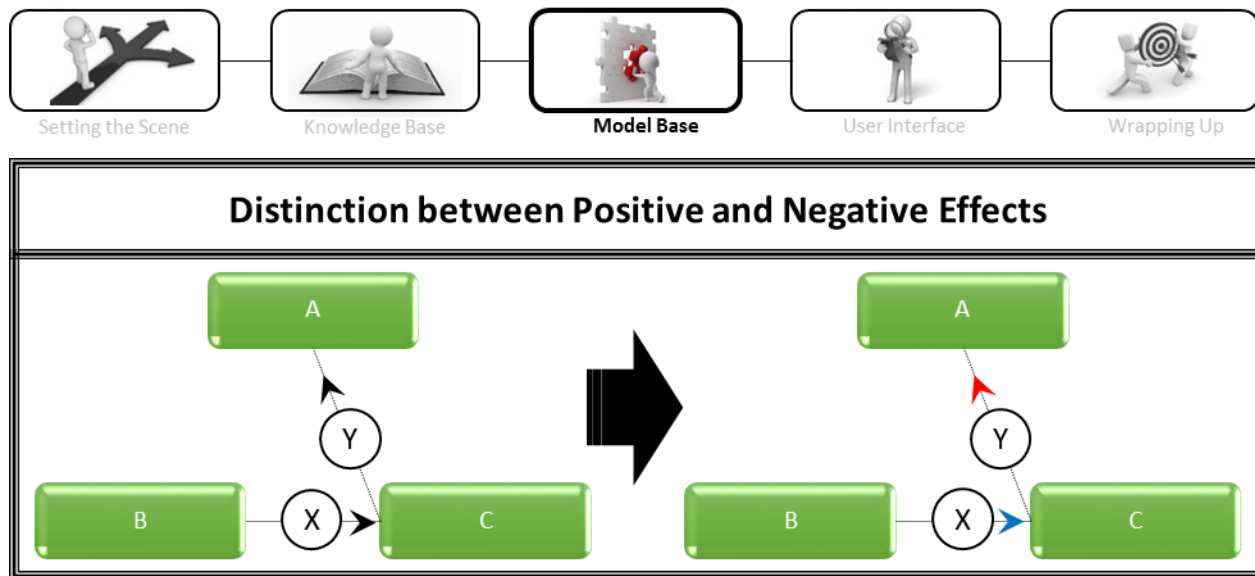 Setting the Scene
Knowledge Base
Model Base
User Interface
Wrapping Up
Distinction between Positive and Negative Effects
A
Y
B
X
C
A
Y
B
X
C